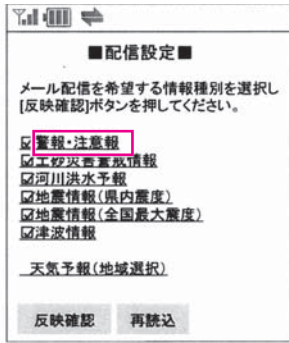 ■配信設定■
メール配信を希望する情報種別を選択し
[反映確認]ボタンを押してください。
☑警報・注意報
☑土砂災害警戒情報
☑河川洪水予報
☑地震情報(県内震度)
☑地震情報(全国最大震度)
☑津波情報
天気予報(地域選択)
反映確認 再読込